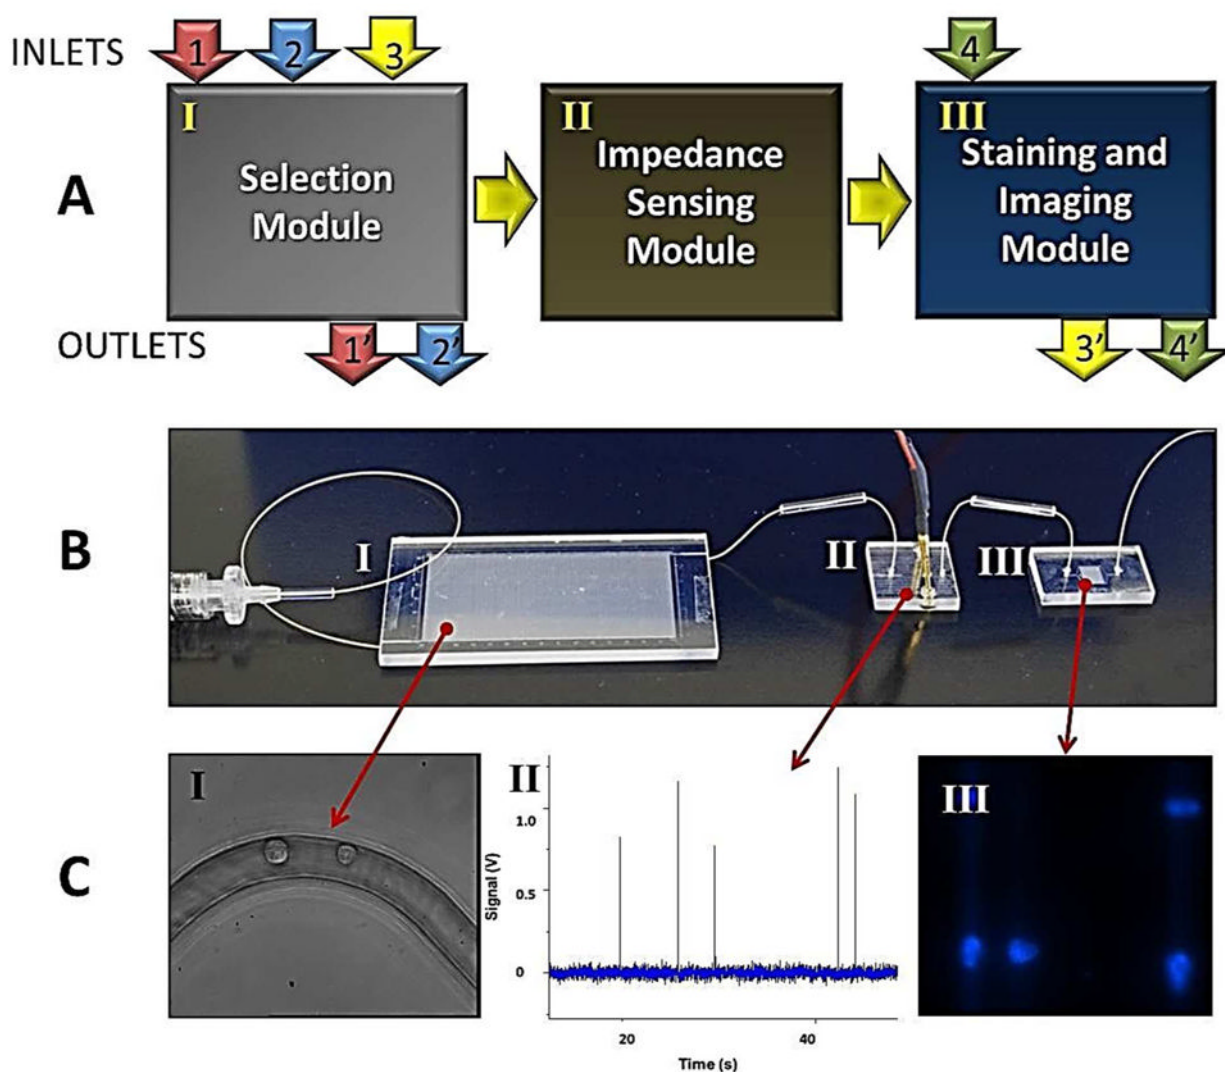 INLETS
1
2
3
4
A
I
Selection
Module
II
Impedance
Sensing
Module
III
Staining and
Imaging
Module
OUTLETS
1’
2’
3’
4’
B
I
II
III
C
I
II
Signal (V)
1.0
0.5
0
20
40
Time (s)
III